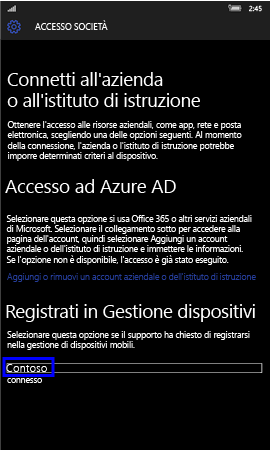 2:45
ACCESSO SOCIETÀ
Connetti all'azienda
o all'istituto di istruzione
Ottenere l'accesso alle risorse aziendali, come app, rete e posta
elettronica, scegliendo una delle opzioni seguenti. Al momento
della connessione, l'azienda o l'istituto di istruzione potrebbe
imporre determinati criteri al dispositivo.
Accesso ad Azure AD
Selezionare questa opzione si usa Office 365 o altri servizi aziendali
di Microsoft. Selezionare il collegamento sotto per accedere alla
pagina dell'account, quindi selezionare Aggiungi un account
aziendale o dell'istituto di istruzione e immettere le informazioni.
Se l'opzione non è disponibile, l'accesso è già stato eseguito.
Aggiungi o rimuovi un account aziendale o dell'istituto di istruzione
Registrati in Gestione dispositivi
Selezionare questa opzione se il supporto ha chiesto di registrarsi
nella gestione di dispositivi mobili.
Contoso
connesso